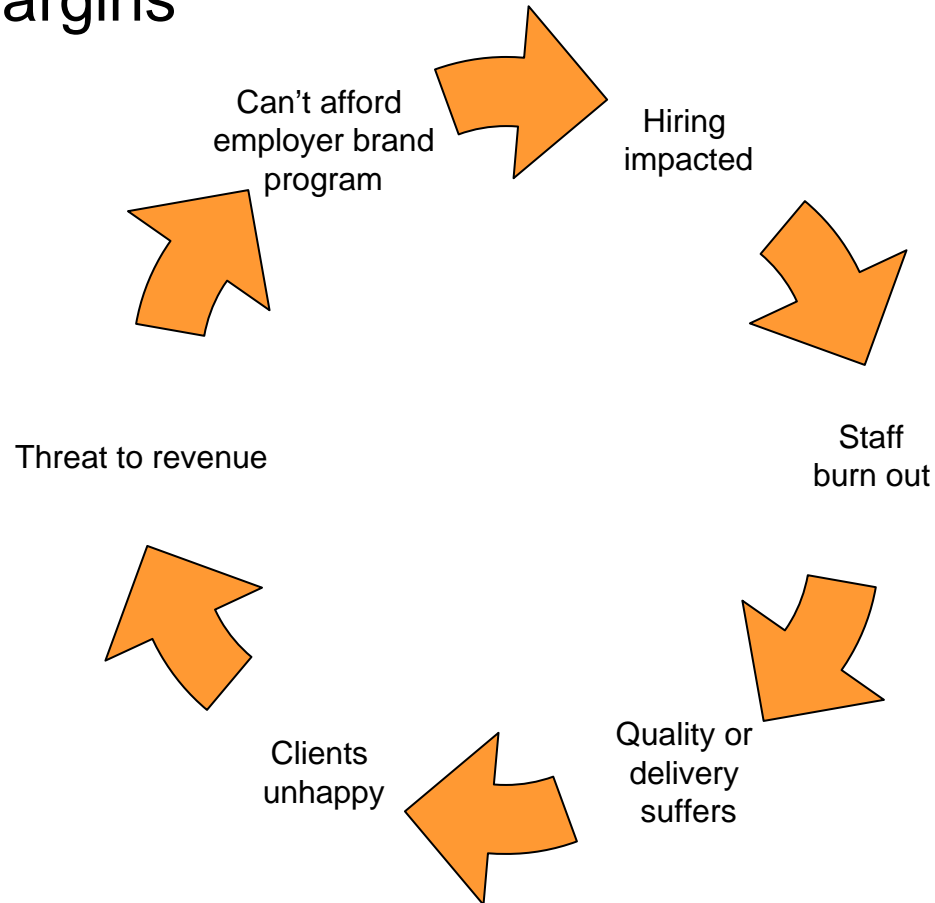 argins
Can't afford
employer brand
program
Hiring
impacted
Staff
burn out
Quality or
delivery
suffers
Clients
unhappy
Threat to revenue